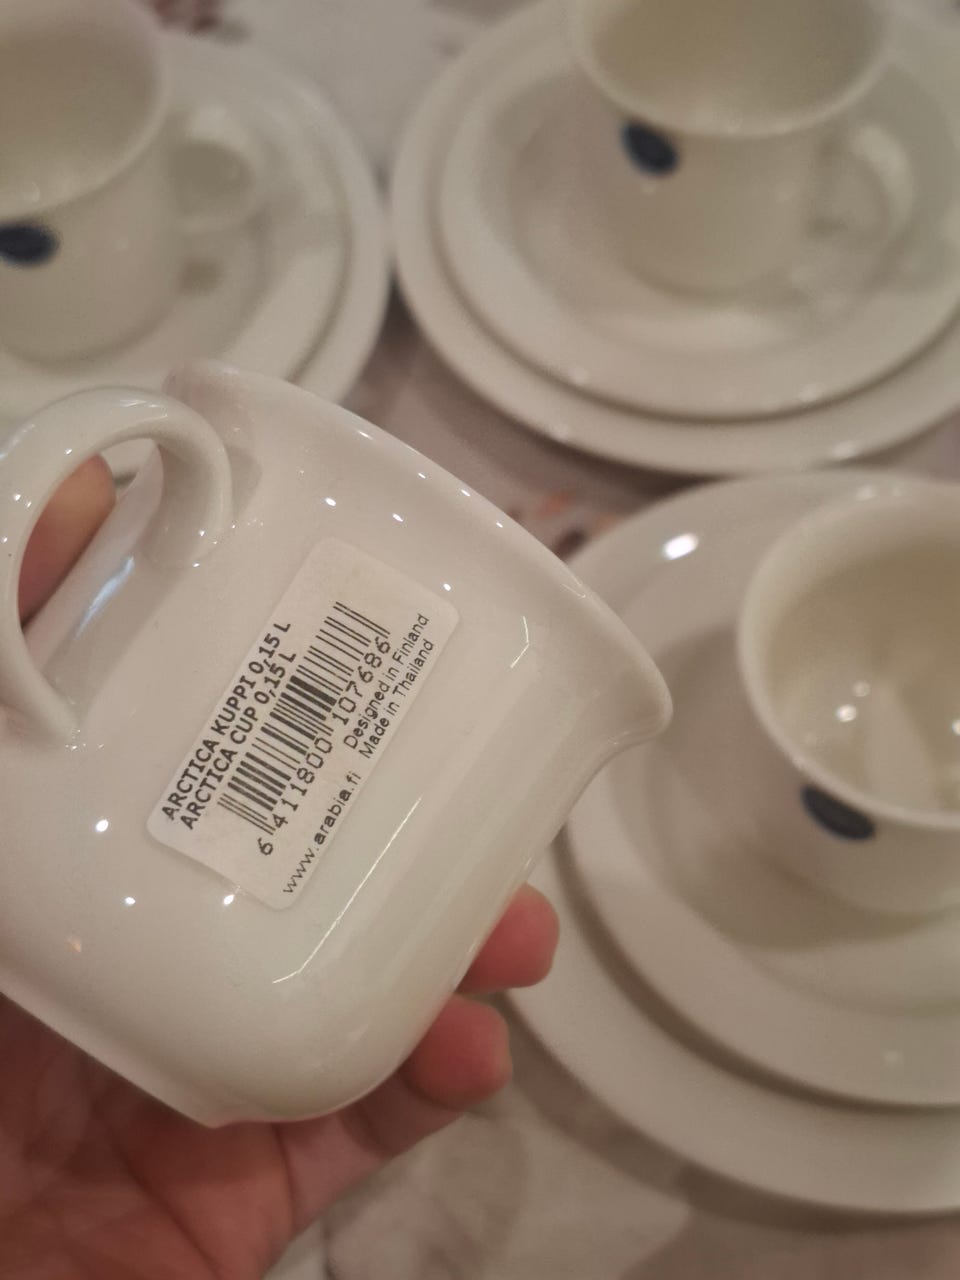 ARCTICA KUPPI 0,15 L
ARCTICA CUP 0,15 L
6 411800 107686
Designed in Finland
www.arabia.fi Made in Thailand